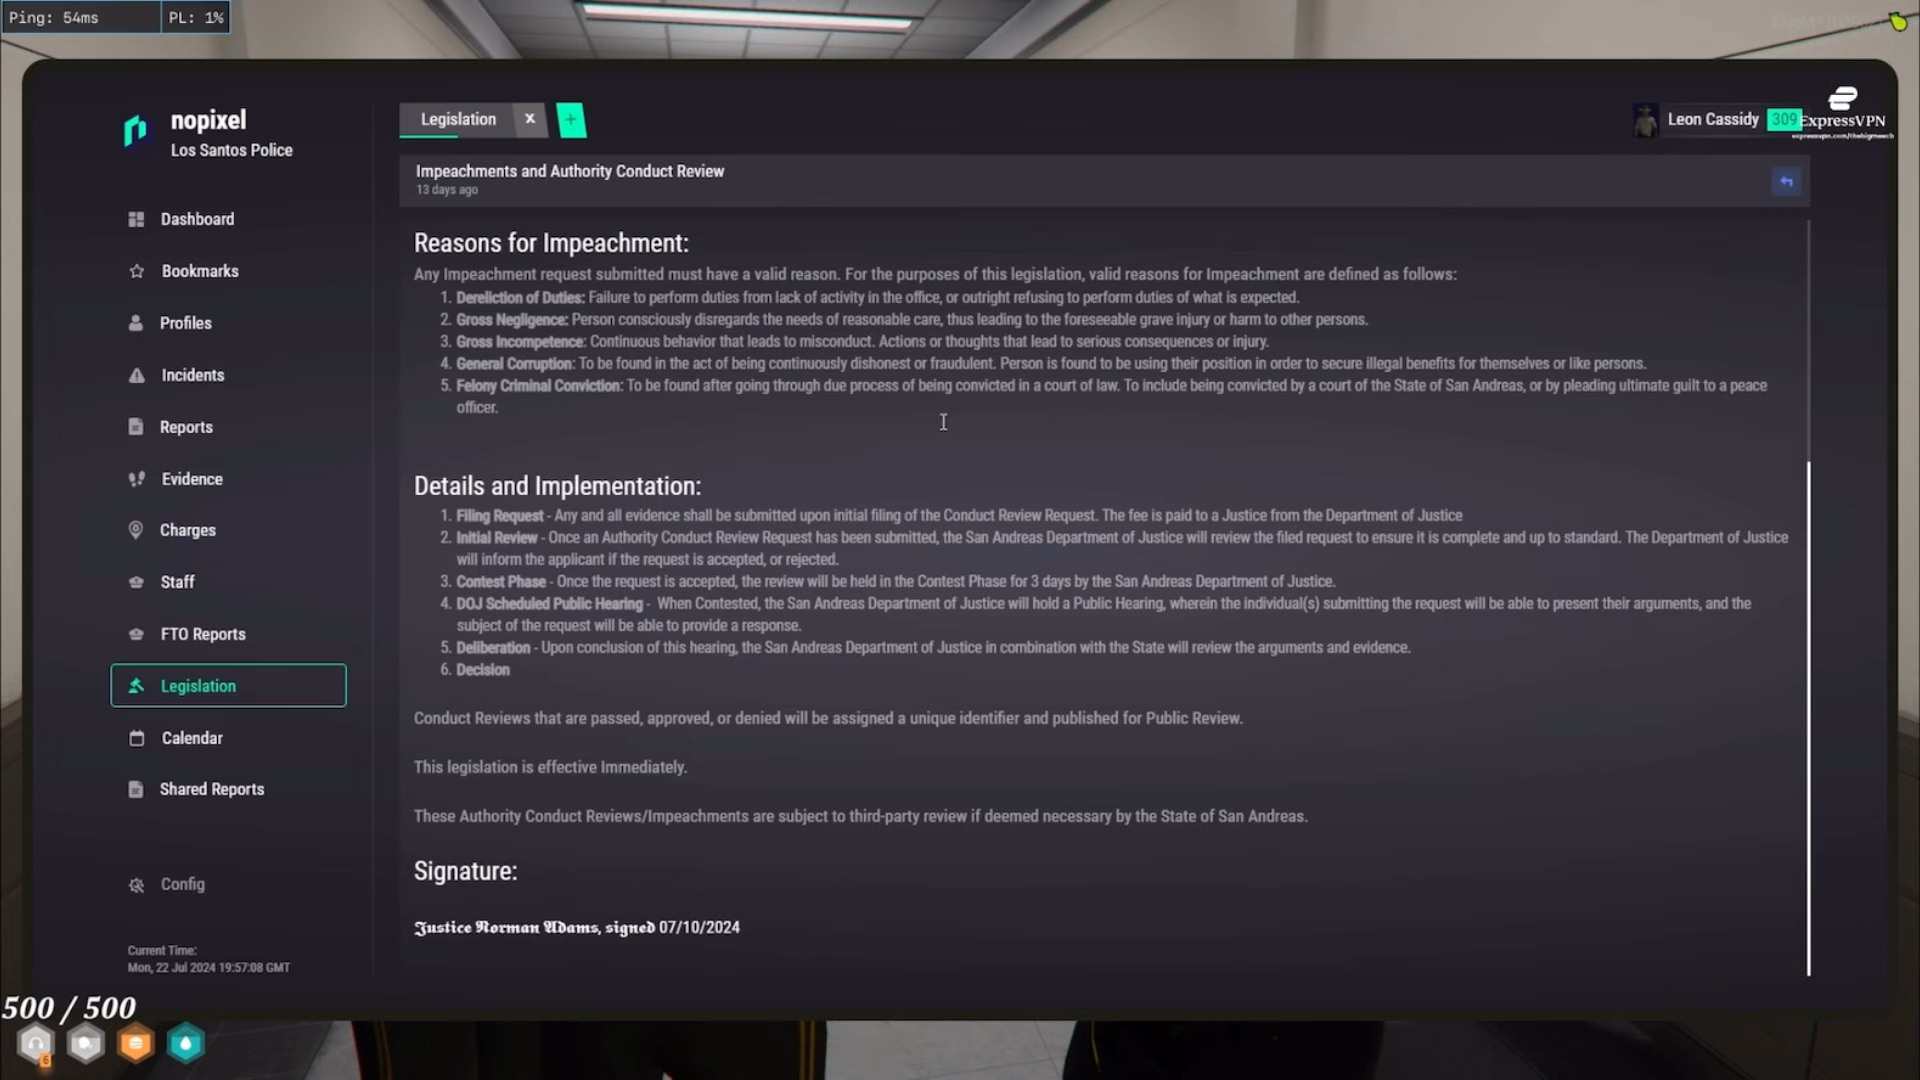 Ping: 54ms
PL: 1%
nopixel
Los Santos Police
Legislation x +
Leon Cassidy 309
ExpressVPN
Impeachments and Authority Conduct Review
13 days ago
Dashboard
Bookmarks
Profiles
Incidents
Reports
Evidence
Charges
Staff
FTO Reports
Legislation
Calendar
Shared Reports
Config
Current Time:
Mon, 22 Jul 2024 19:57:08 GMT
Reasons for Impeachment:
Any Impeachment request submitted must have a valid reason. For the purposes of this legislation, valid reasons for Impeachment are defined as follows:
1. Dereliction of Duties: Failure to perform duties from lack of activity in the office, or outright refusing to perform duties of what is expected.
2. Gross Negligence: Person consciously disregards the needs of reasonable care, thus leading to the foreseeable grave injury or harm to other persons.
3. Gross Incompetence: Continuous behavior that leads to misconduct. Actions or thoughts that lead to serious consequences or injury.
4. General Corruption: To be found in the act of being continuously dishonest or fraudulent. Person is found to be using their position in order to secure illegal benefits for themselves or like persons.
5. Felony Criminal Conviction: To be found after going through due process of being convicted in a court of law. To include being convicted by a court of the State of San Andreas, or by pleading ultimate guilt to a peace
officer.
Details and Implementation:
1. Filing Request - Any and all evidence shall be submitted upon initial filing of the Conduct Review Request. The fee is paid to a Justice from the Department of Justice
2. Initial Review - Once an Authority Conduct Review Request has been submitted, the San Andreas Department of Justice will review the filed request to ensure it is complete and up to standard. The Department of Justice
will inform the applicant if the request is accepted, or rejected.
3. Contest Phase - Once the request is accepted, the review will be held in the Contest Phase for 3 days by the San Andreas Department of Justice.
4. DOJ Scheduled Public Hearing - When Contested, the San Andreas Department of Justice will hold a Public Hearing, wherein the individual(s) submitting the request will be able to present their arguments, and the
subject of the request will be able to provide a response.
5. Deliberation - Upon conclusion of this hearing, the San Andreas Department of Justice in combination with the State will review the arguments and evidence.
6. Decision
Conduct Reviews that are passed, approved, or denied will be assigned a unique identifier and published for Public Review.
This legislation is effective Immediately.
These Authority Conduct Reviews/Impeachments are subject to third-party review if deemed necessary by the State of San Andreas.
Signature:
Justice Norman Adams, signed 07/10/2024
500 / 500
6